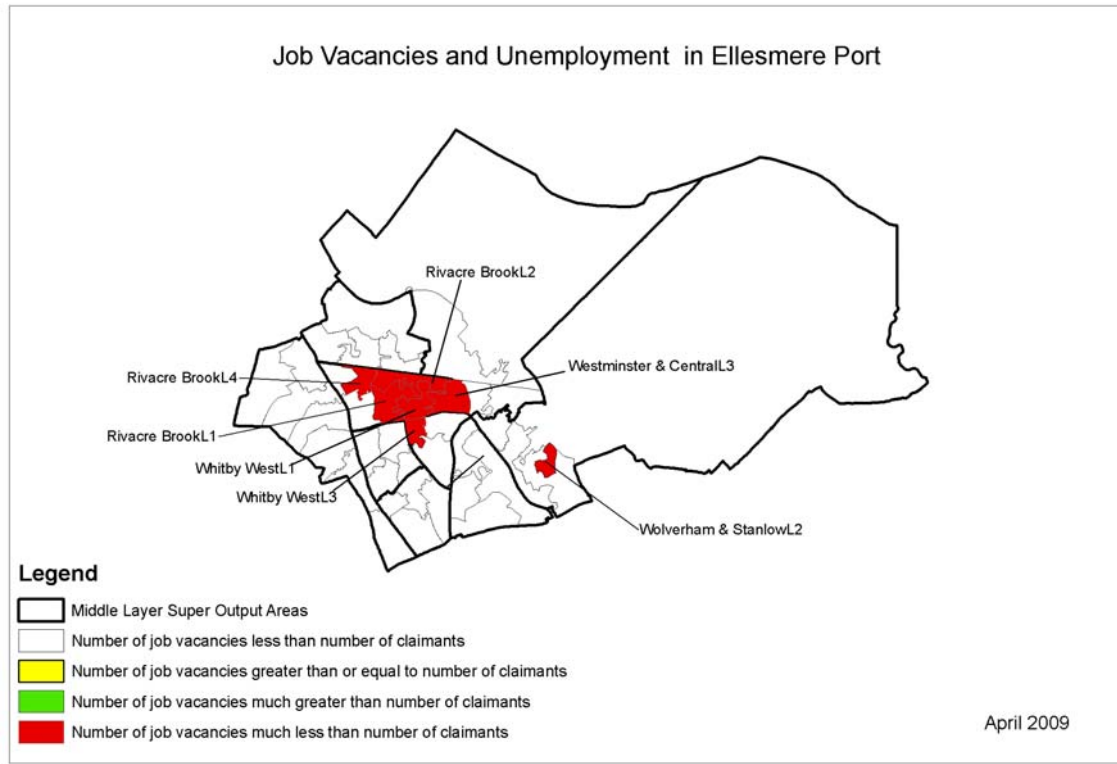 Job Vacancies and Unemployment in Ellesmere Port
Rivacre BrookL2
Westminster & CentralL3
Rivacre BrookL4
Rivacre BrookL1
Whitby WestL1
Whitby WestL3
Wolverham & StanlowL2
Legend
Middle Layer Super Output Areas
Number of job vacancies less than number of claimants
Number of job vacancies greater than or equal to number of claimants
Number of job vacancies much greater than number of claimants
Number of job vacancies much less than number of claimants
April 2009